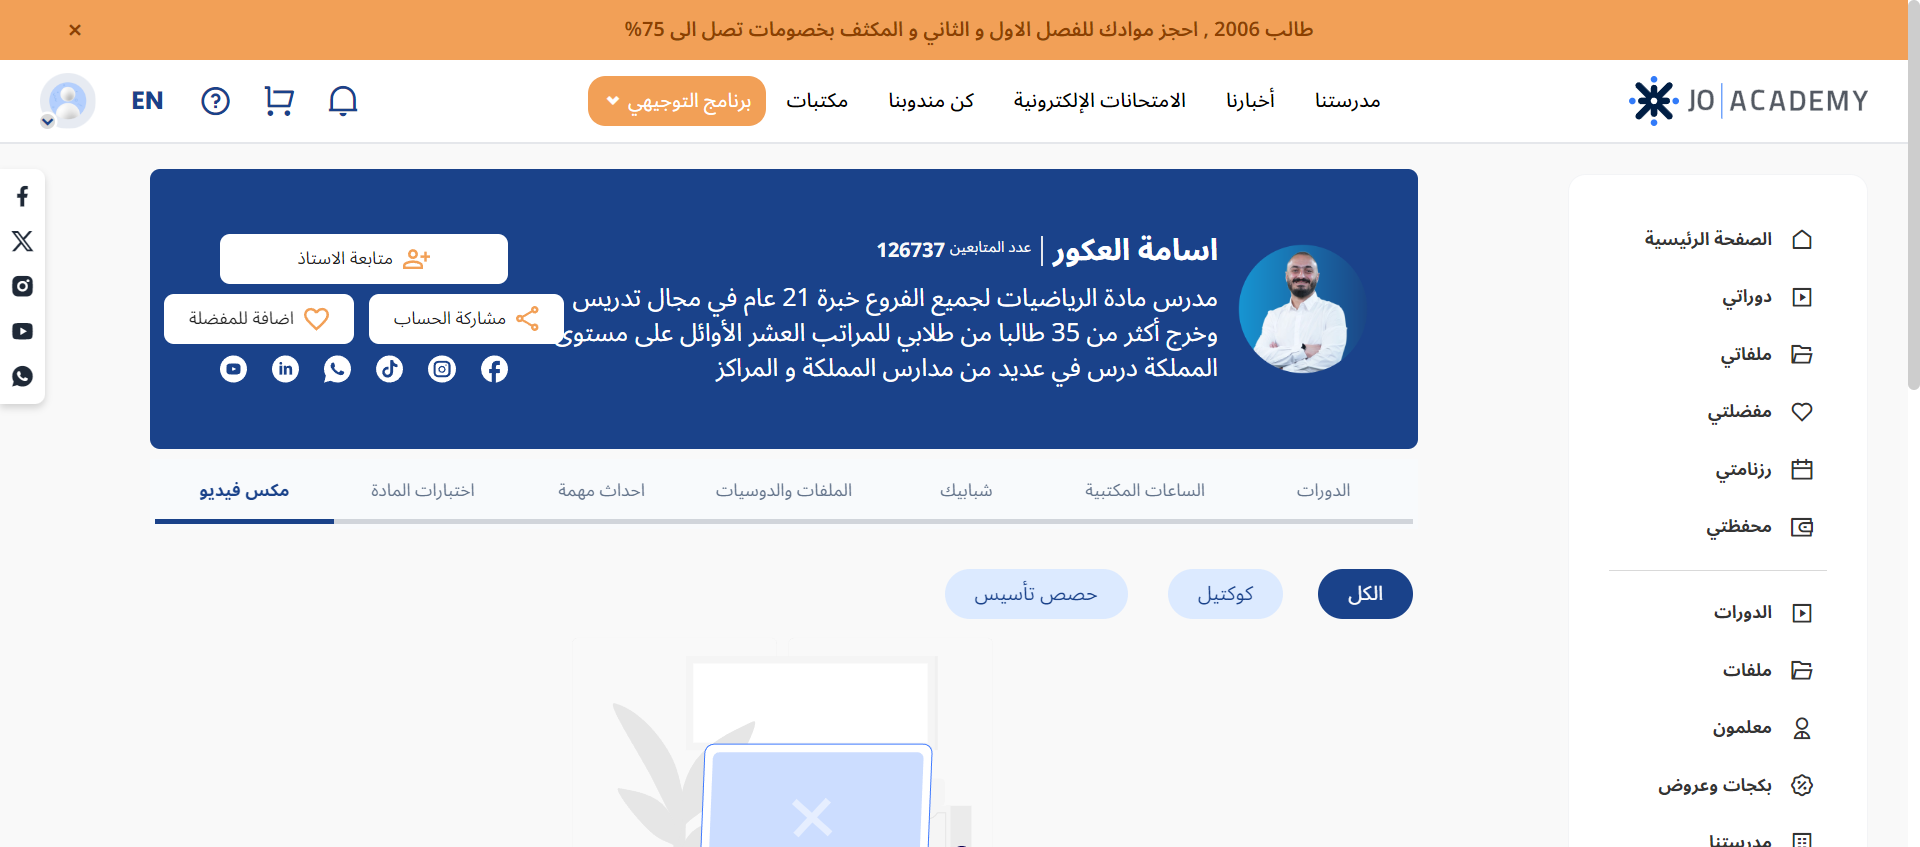 طالب 2006 , احجز موادك للفصل الاول و الثاني و المكثف بخصومات تصل الى 75%
×
JO ACADEMY
مدرستنا
أخبارنا
الامتحانات الإلكترونية
كن مندوبنا
مكتبات
برنامج التوجيهي
EN
الصفحة الرئيسية
دوراتي
ملفاتي
مفضلتي
رزنامتي
محفظتي
الدورات
ملفات
معلمون
بكجات وعروض
مدرستنا
اسامة العكور
عدد المتابعين 126737
مدرس مادة الرياضيات لجميع الفروع خبرة 21 عام في مجال تدريس
وخرج أكثر من 35 طالبا من طلابي للمراتب العشر الأوائل على مستوى
المملكة درس في عديد من مدارس المملكة و المراكز
متابعة الاستاذ
مشاركة الحساب
اضافة للمفضلة
الدورات
الساعات المكتبية
شبابيك
الملفات والدوسيات
احداث مهمة
اختبارات المادة
مكس فيديو
الكل
كوكتيل
حصص تأسيس